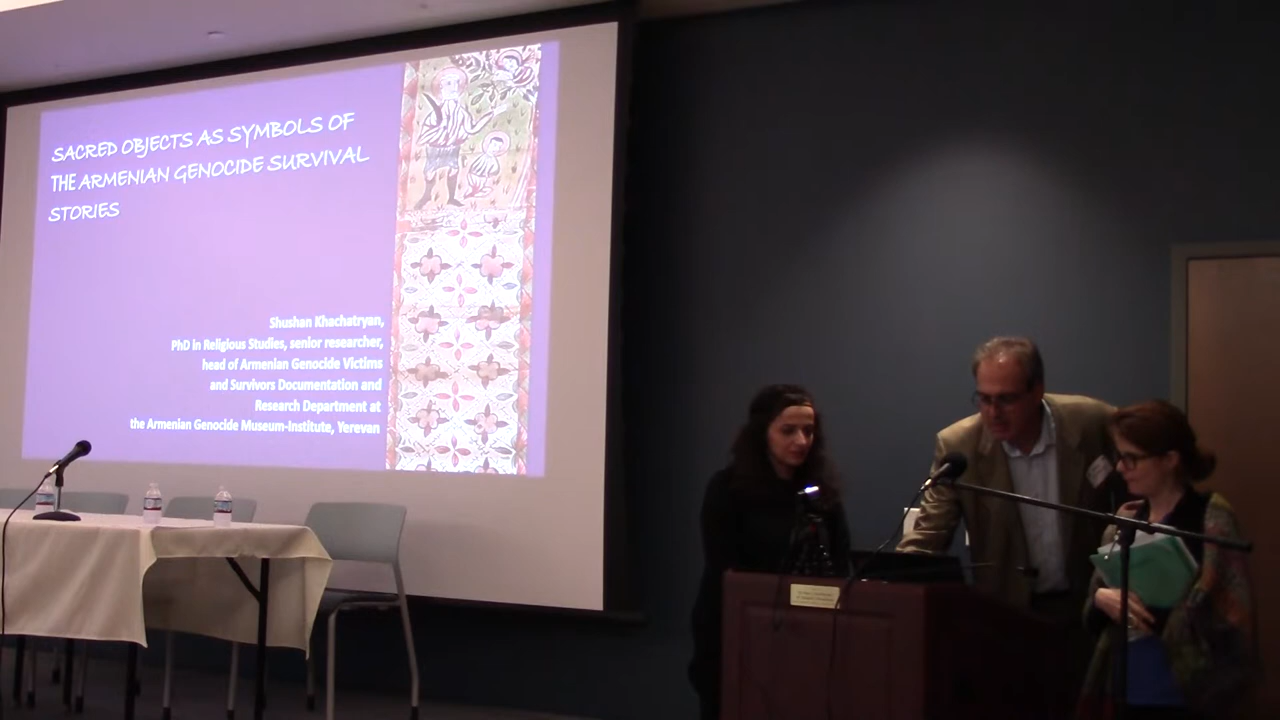 SACRED OBJECTS AS SYMBOLS OF
THE ARMENIAN GENOCIDE SURVIVAL
STORIES
Shushan Khachatryan,
PhD in Religious Studies, senior researcher,
head of Armenian Genocide Victims
and Survivors Documentation and
Research Department at
the Armenian Genocide Museum-Institute, Yerevan